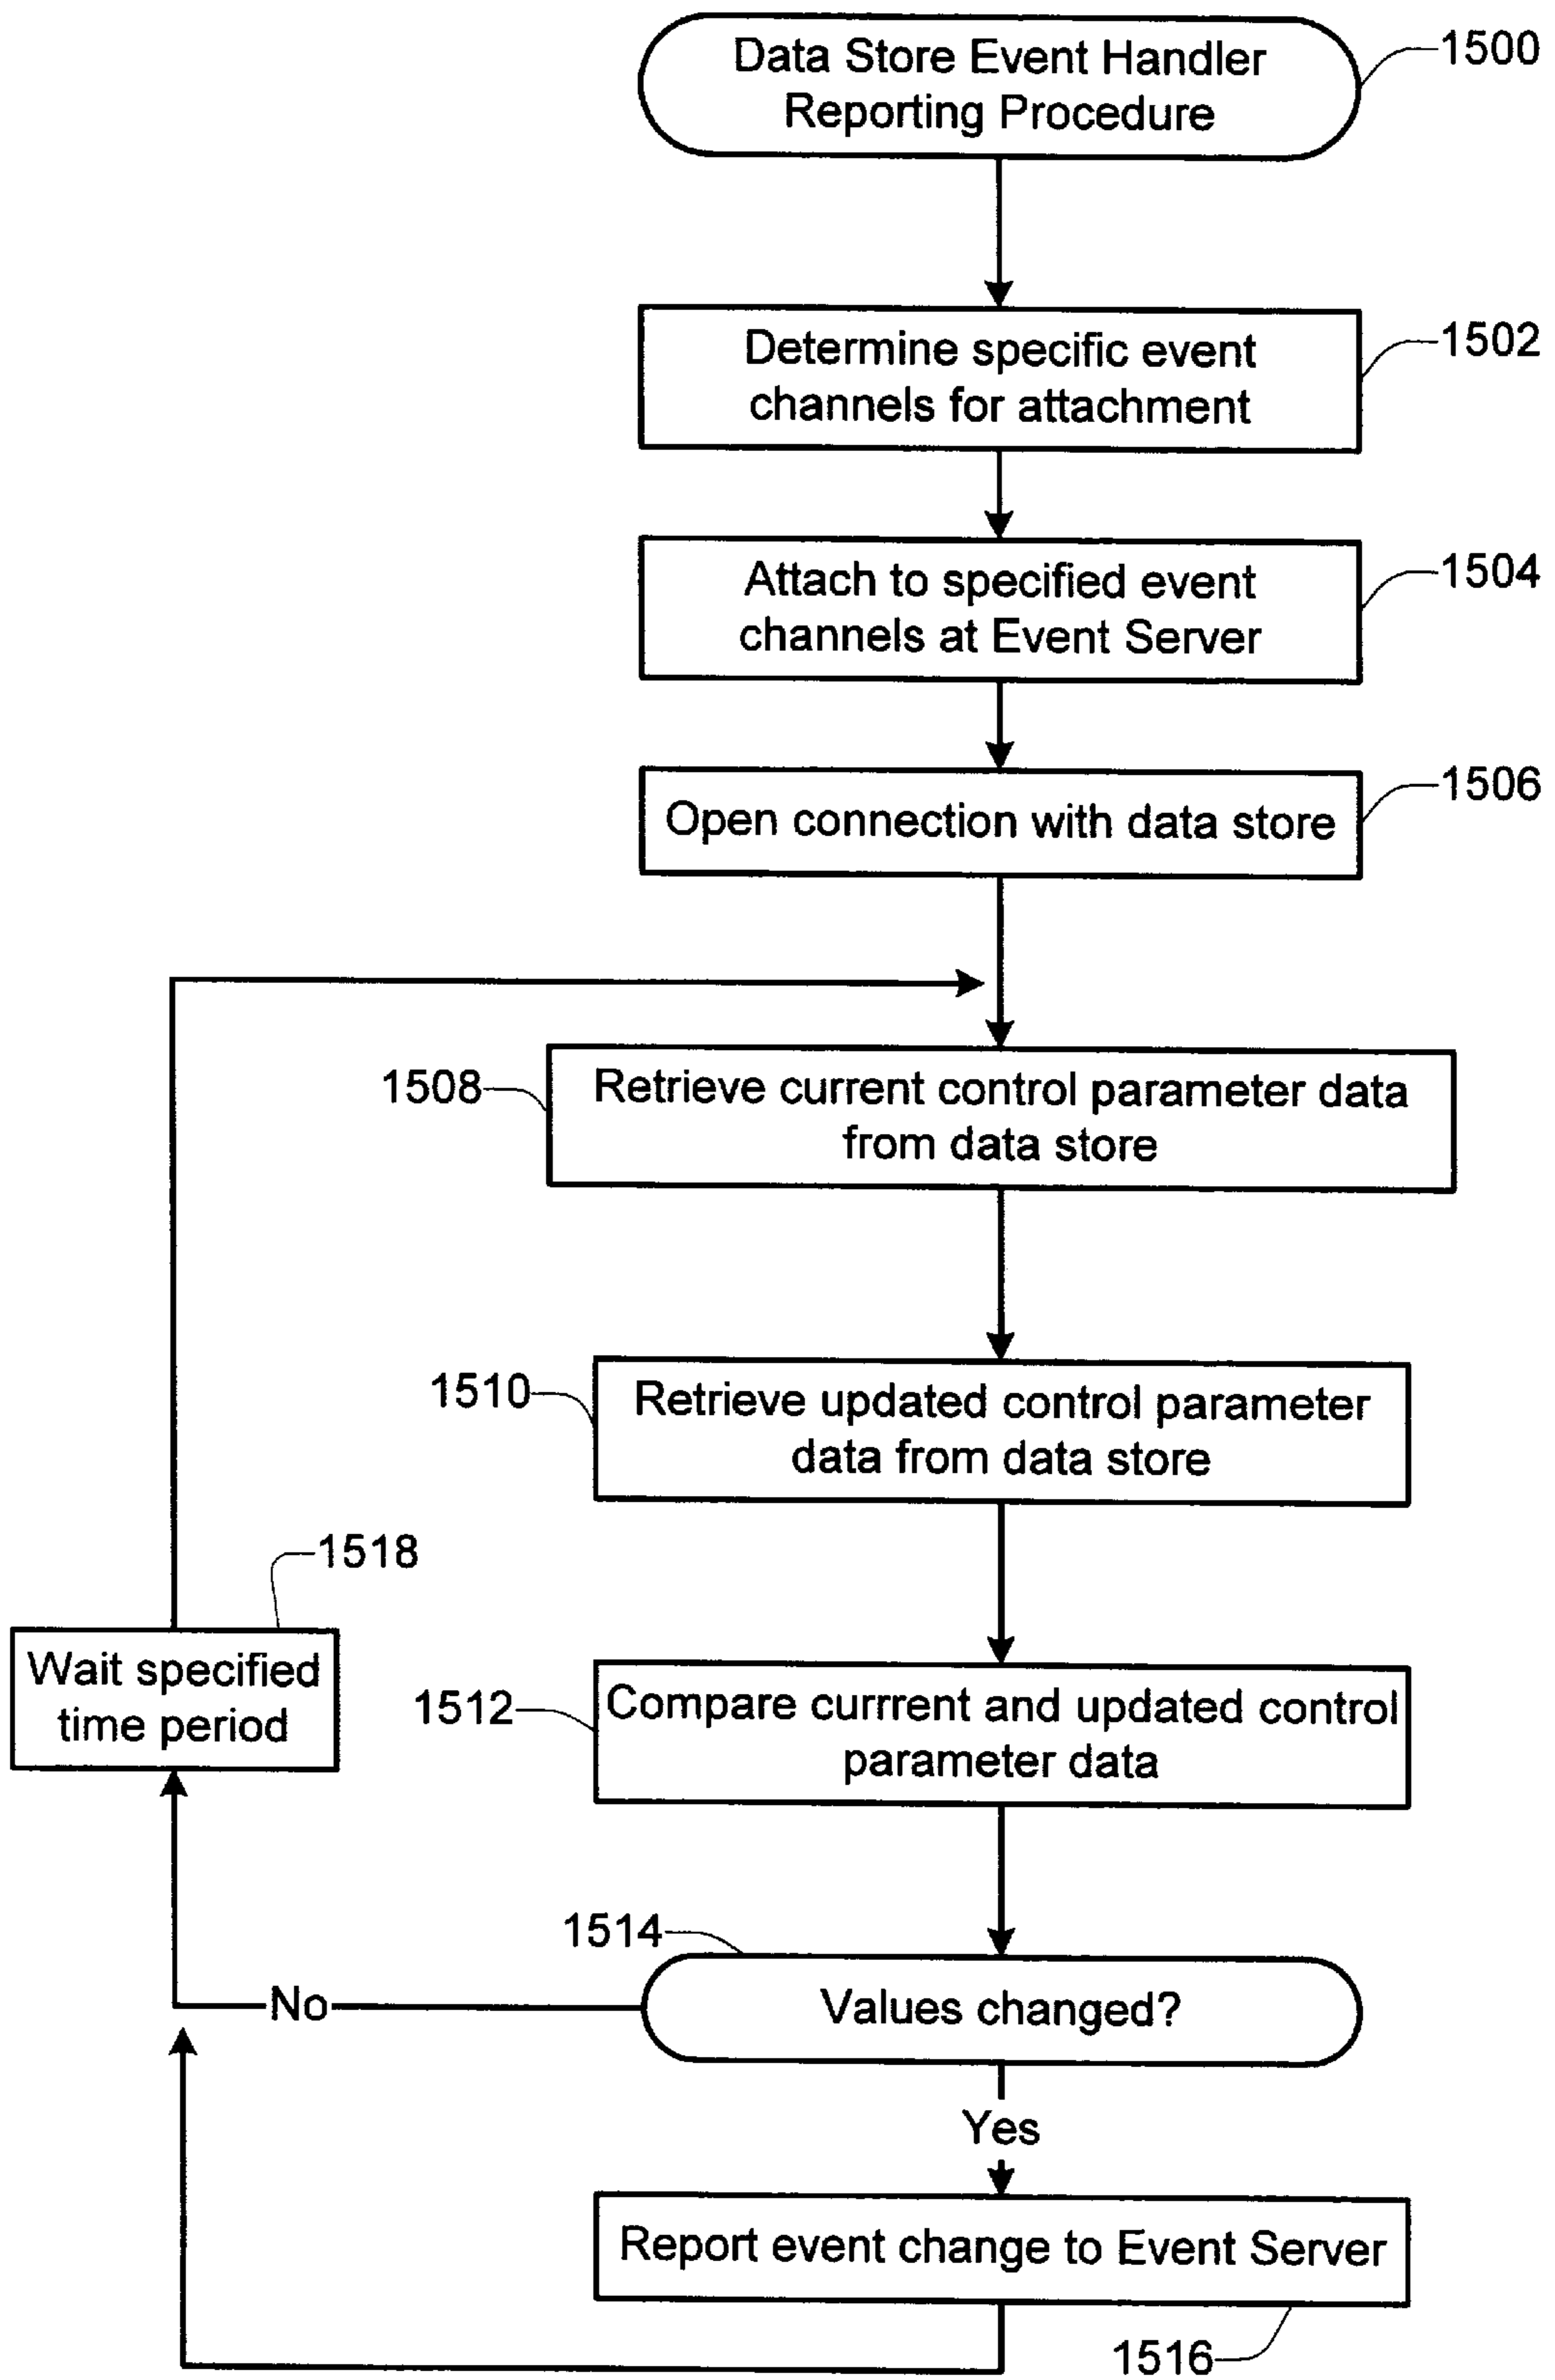 Data Store Event Handler
Reporting Procedure
1500
Determine specific event
channels for attachment
1502
Attach to specified event
channels at Event Server
1504
Open connection with data store
1506
1508
Retrieve current control parameter data
from data store
1510
Retrieve updated control parameter
data from data store
1518
Wait specified
time period
1512
Compare currrent and updated control
parameter data
1514
Values changed?
No
Yes
Report event change to Event Server
1516